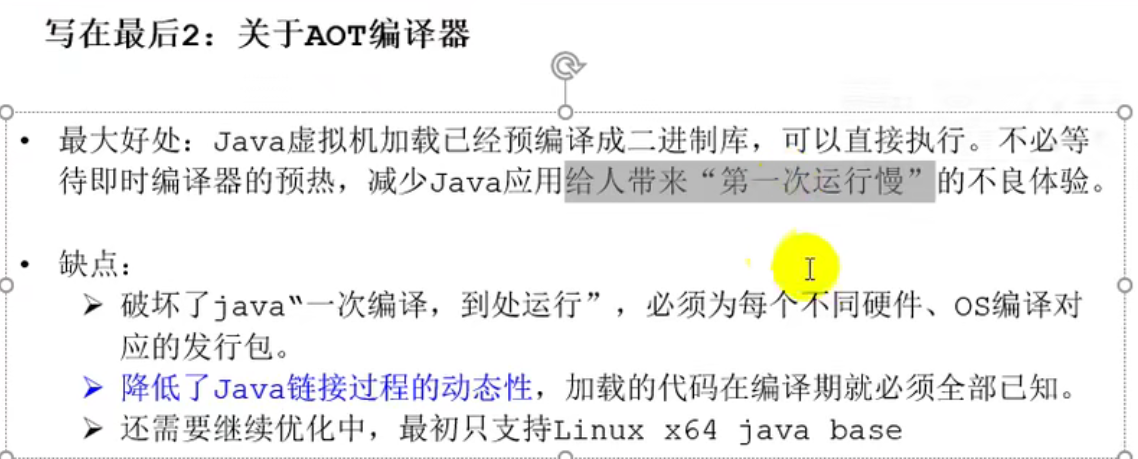 写在最后2：关于AOT编译器
• 最大好处：Java虚拟机加载已经预编译成二进制库，可以直接执行。不必等
待即时编译器的预热，减少Java应用给人带来“第一次运行慢”的不良体验。
• 缺点：
➢ 破坏了java“一次编译，到处运行”，必须为每个不同硬件、OS编译对
应的发行包。
➢ 降低了Java链接过程的动态性，加载的代码在编译期就必须全部已知。
➢ 还需要继续优化中，最初只支持Linux x64 java base